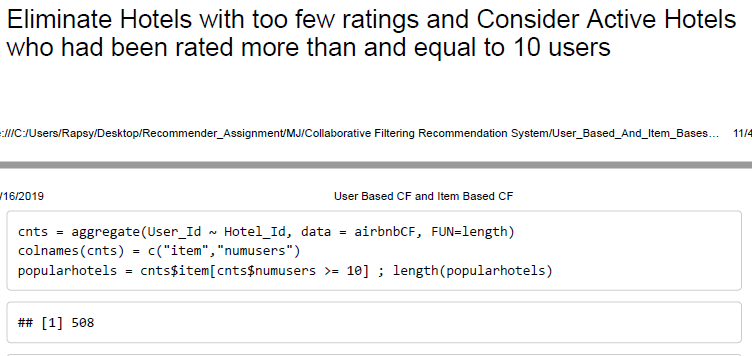 Eliminate Hotels with too few ratings and Consider Active Hotels
who had been rated more than and equal to 10 users
:///C:/Users/Rapsy/Desktop/Recommender_Assignment/MJ/Collaborative Filtering Recommendation System/User_Based_And_Item_Bases… 11/4
/16/2019 User Based CF and Item Based CF
cnts = aggregate(User_Id ~ Hotel_Id, data = airbnbCF, FUN=length)
colnames(cnts) = c("item","numusers")
popularhotels = cnts$item[cnts$numusers >= 10] ; length(popularhotels)
## [1] 508